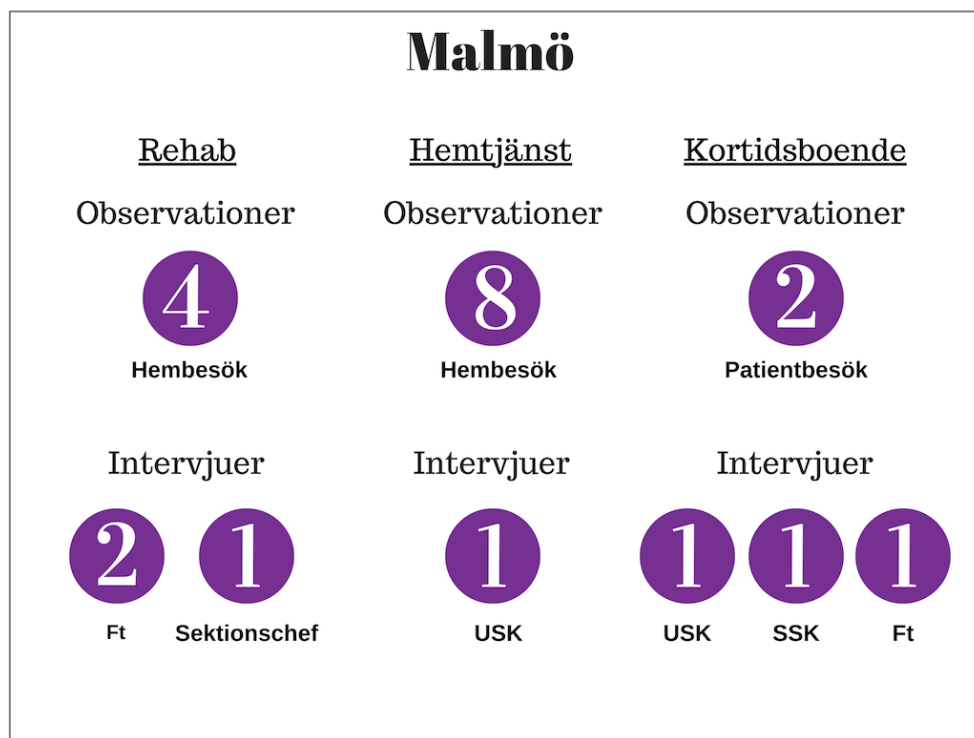 Malmö
Rehab Hemtjänst Kortidsboende
Observationer Observationer Observationer
4 8 2
Hembesök Hembesök Patientbesök
Intervjuer Intervjuer Intervjuer
2 1 1 1 1 1
Ft Sektionschef USK USK SSK Ft